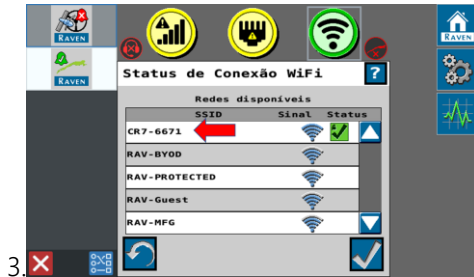 RAVEN
RAVEN
RAVEN
Status de Conexão WiFi ?
Redes disponíveis
SSID Sinal Status
CR7-6671
RAV-BYOD
RAV-PROTECTED
RAV-Guest
RAV-MFG
3.